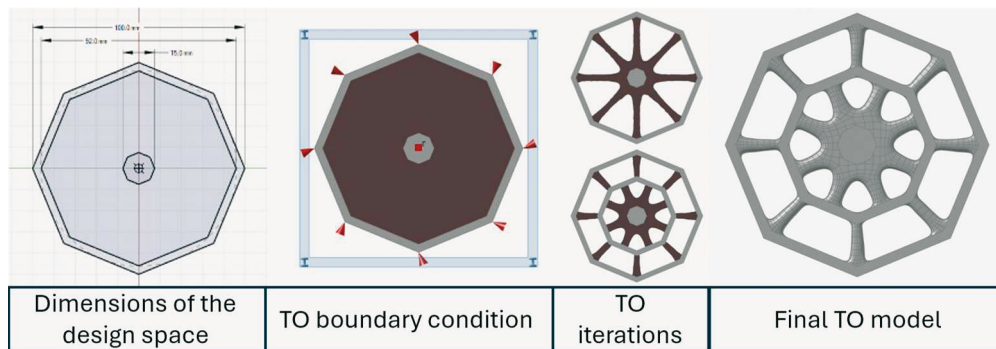 100.0 mm
92.0 mm
15.0 mm
Dimensions of the
design space
TO boundary condition
TO
iterations
Final TO model